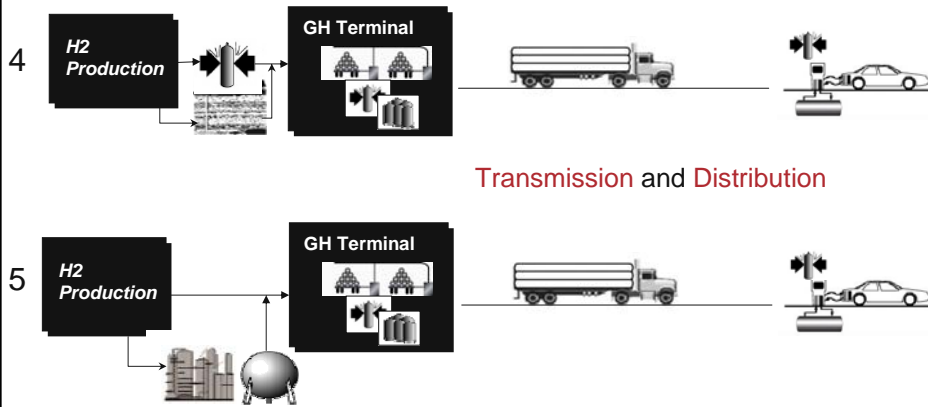 4
H2
Production
GH Terminal
Transmission and Distribution
5
H2
Production
GH Terminal